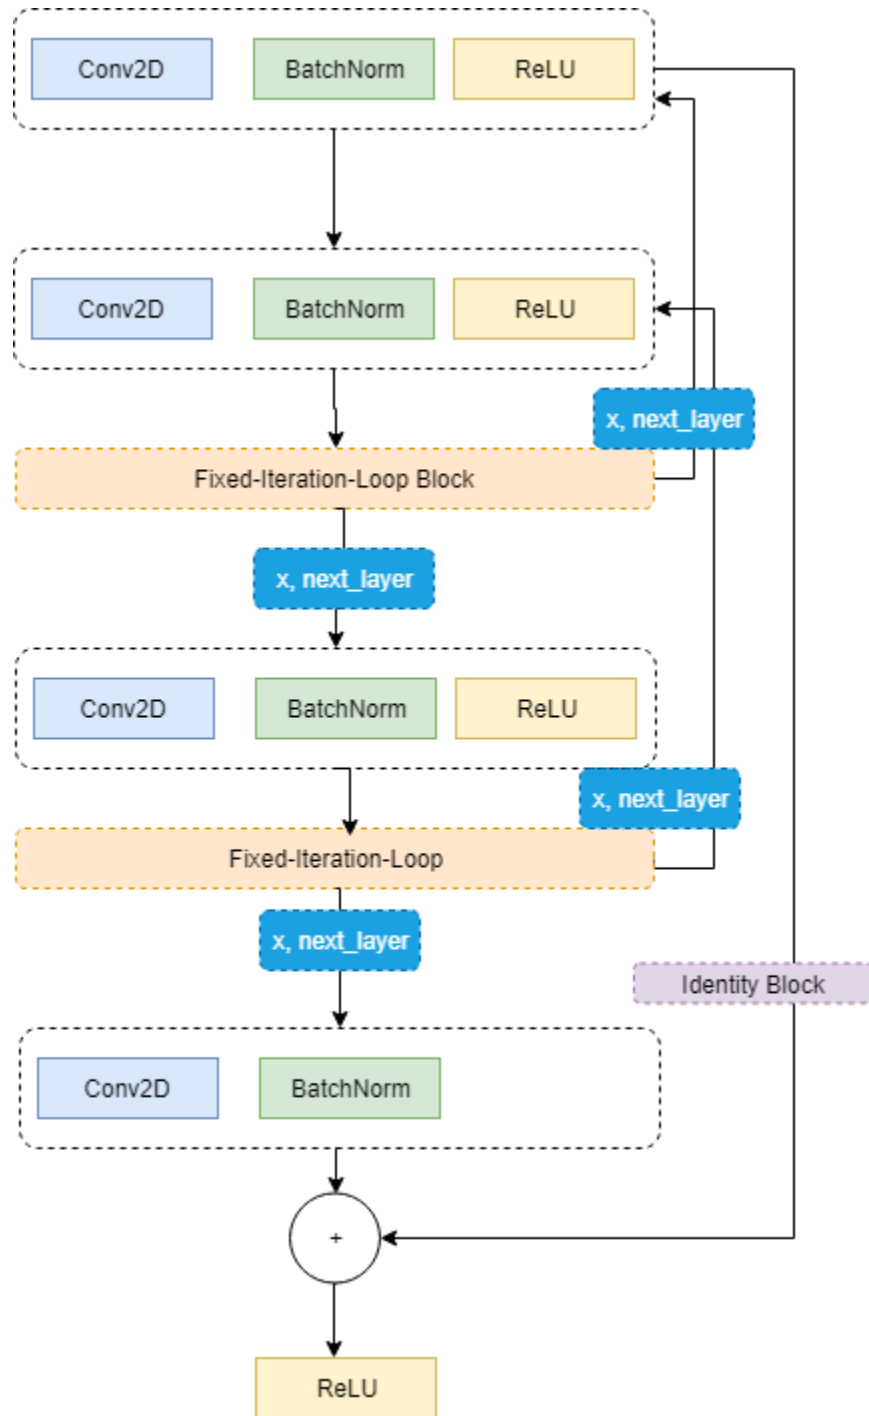 Conv2D
BatchNorm
ReLU
Conv2D
BatchNorm
ReLU
x, next_layer
Fixed-Iteration-Loop Block
x, next_layer
Conv2D
BatchNorm
ReLU
x, next_layer
Fixed-Iteration-Loop
x, next_layer
Identity Block
Conv2D
BatchNorm
+
ReLU